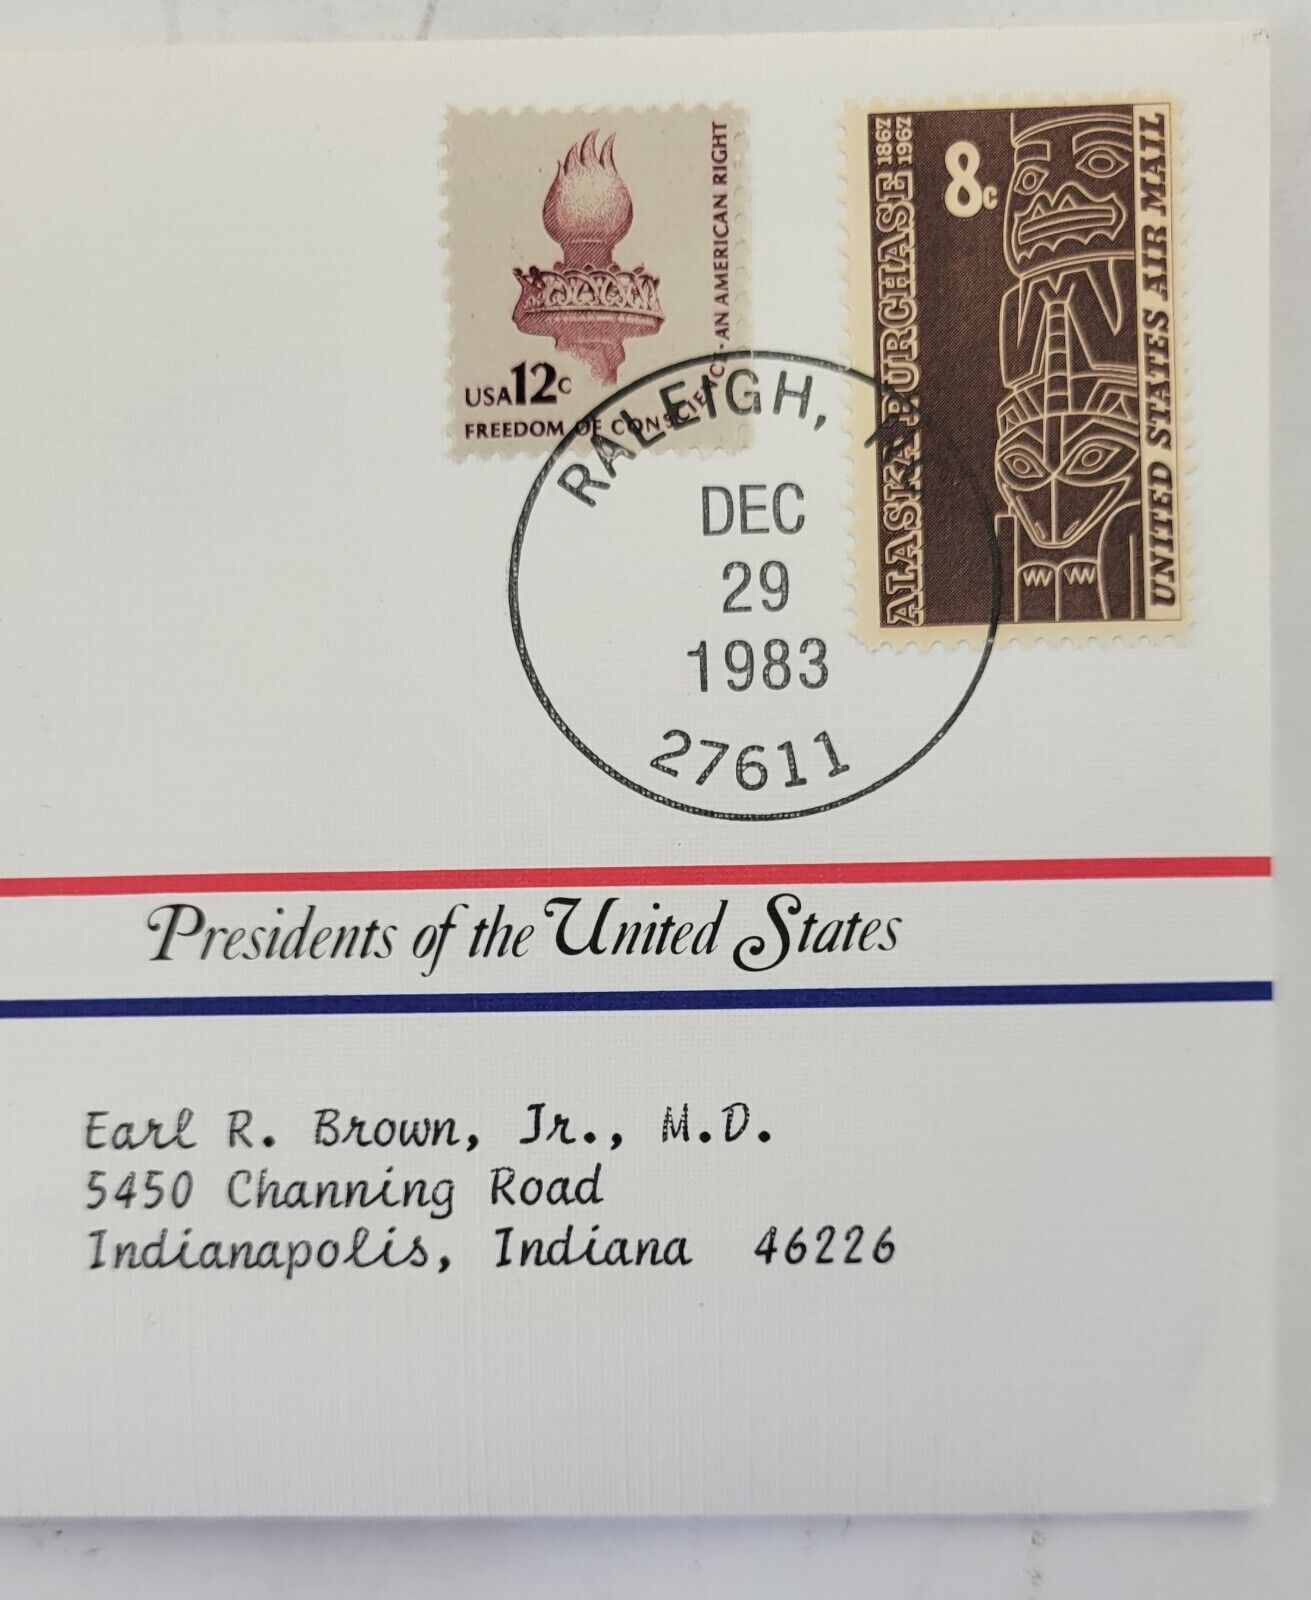 USA12c
FREEDOM OF CONSCIENCE · AN AMERICAN RIGHT
ALASKA PURCHASE 1867
1967
8c
UNITED STATES AIR MAIL
RALEIGH,
DEC
29
1983
27611
Presidents of the United States
Earl R. Brown, Jr., M.D.
5450 Channing Road
Indianapolis, Indiana 46226